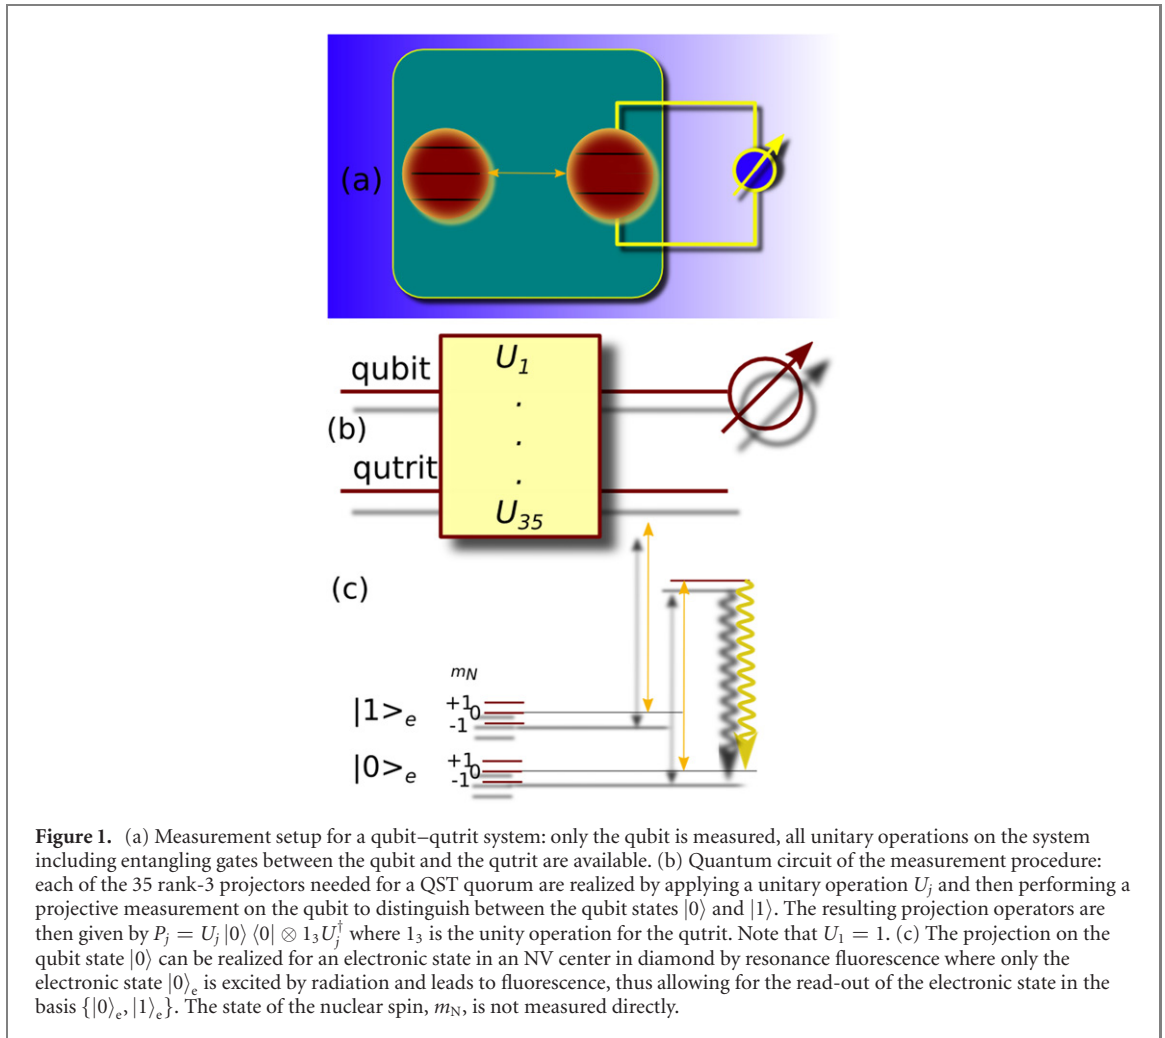 (a)
qubit
U1
.
(b)
.
qutrit
.
U35
(c)
mN
|1>e
+1
0
-1
|0>e
+1
0
-1
Figure 1. (a) Measurement setup for a qubit–qutrit system: only the qubit is measured, all unitary operations on the system
including entangling gates between the qubit and the qutrit are available. (b) Quantum circuit of the measurement procedure:
each of the 35 rank-3 projectors needed for a QST quorum are realized by applying a unitary operation Uj and then performing a
projective measurement on the qubit to distinguish between the qubit states |0⟩ and |1⟩. The resulting projection operators are
then given by Pj = Uj |0⟩ ⟨0| ⊗ 1₃Uj† where 1₃ is the unity operation for the qutrit. Note that U1 = 1. (c) The projection on the
qubit state |0⟩ can be realized for an electronic state in an NV center in diamond by resonance fluorescence where only the
electronic state |0⟩e is excited by radiation and leads to fluorescence, thus allowing for the read-out of the electronic state in the
basis {|0⟩e, |1⟩e}. The state of the nuclear spin, mN, is not measured directly.